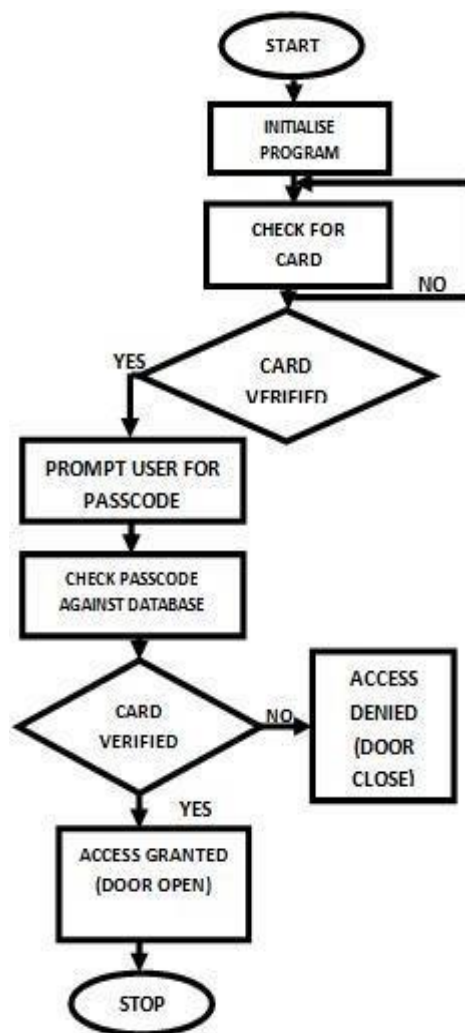 START
INITIALISE
PROGRAM
CHECK FOR
CARD
NO
YES
CARD
VERIFIED
PROMPT USER FOR
PASSCODE
CHECK PASSCODE
AGAINST DATABASE
CARD
VERIFIED
NO
ACCESS
DENIED
(DOOR
CLOSE)
YES
ACCESS GRANTED
(DOOR OPEN)
STOP